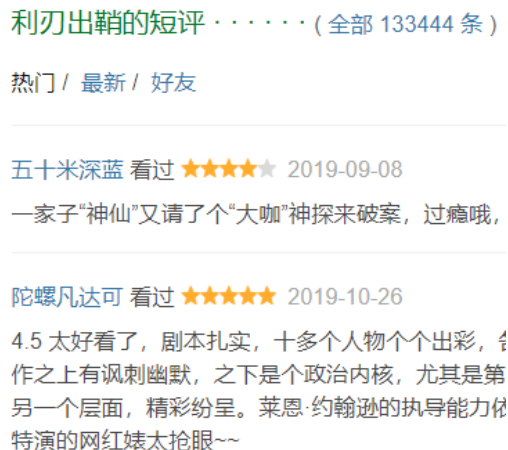 利刃出鞘的短评 · · · · · · ( 全部 133444 条 )
热门 / 最新 / 好友
五十米深蓝 看过 2019-09-08
一家子“神仙”又请了个“大咖”神探来破案，过瘾哦，
陀螺凡达可 看过 2019-10-26
4.5 太好看了，剧本扎实，十多个人物个个出彩，
作之上有讽刺幽默，之下是个政治内核，尤其是第
另一个层面，精彩纷呈。莱恩·约翰逊的执导能力依
特演的网红婊太抢眼~~